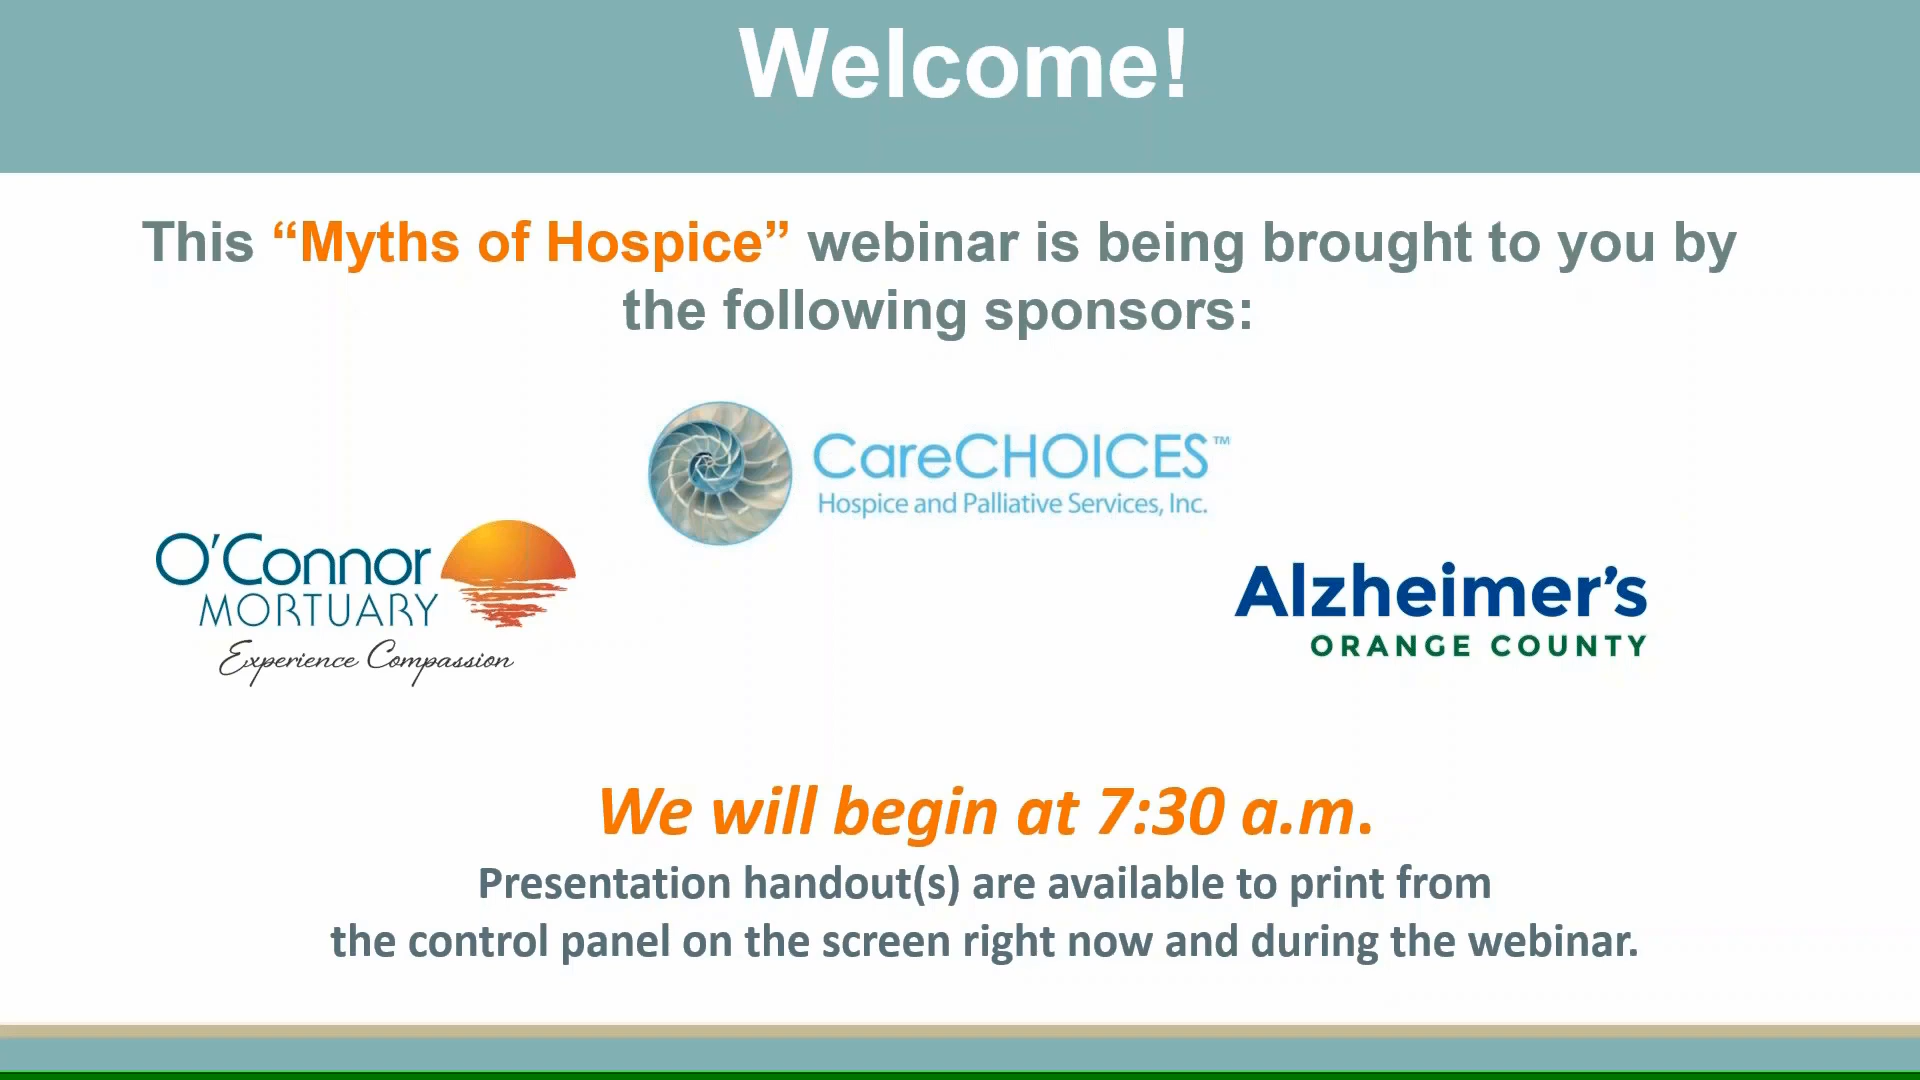 Welcome!
This “Myths of Hospice” webinar is being brought to you by
the following sponsors:
CareCHOICES™
Hospice and Palliative Services, Inc.
O’Connor
MORTUARY
Experience Compassion
Alzheimer’s
ORANGE COUNTY
We will begin at 7:30 a.m.
Presentation handout(s) are available to print from
the control panel on the screen right now and during the webinar.